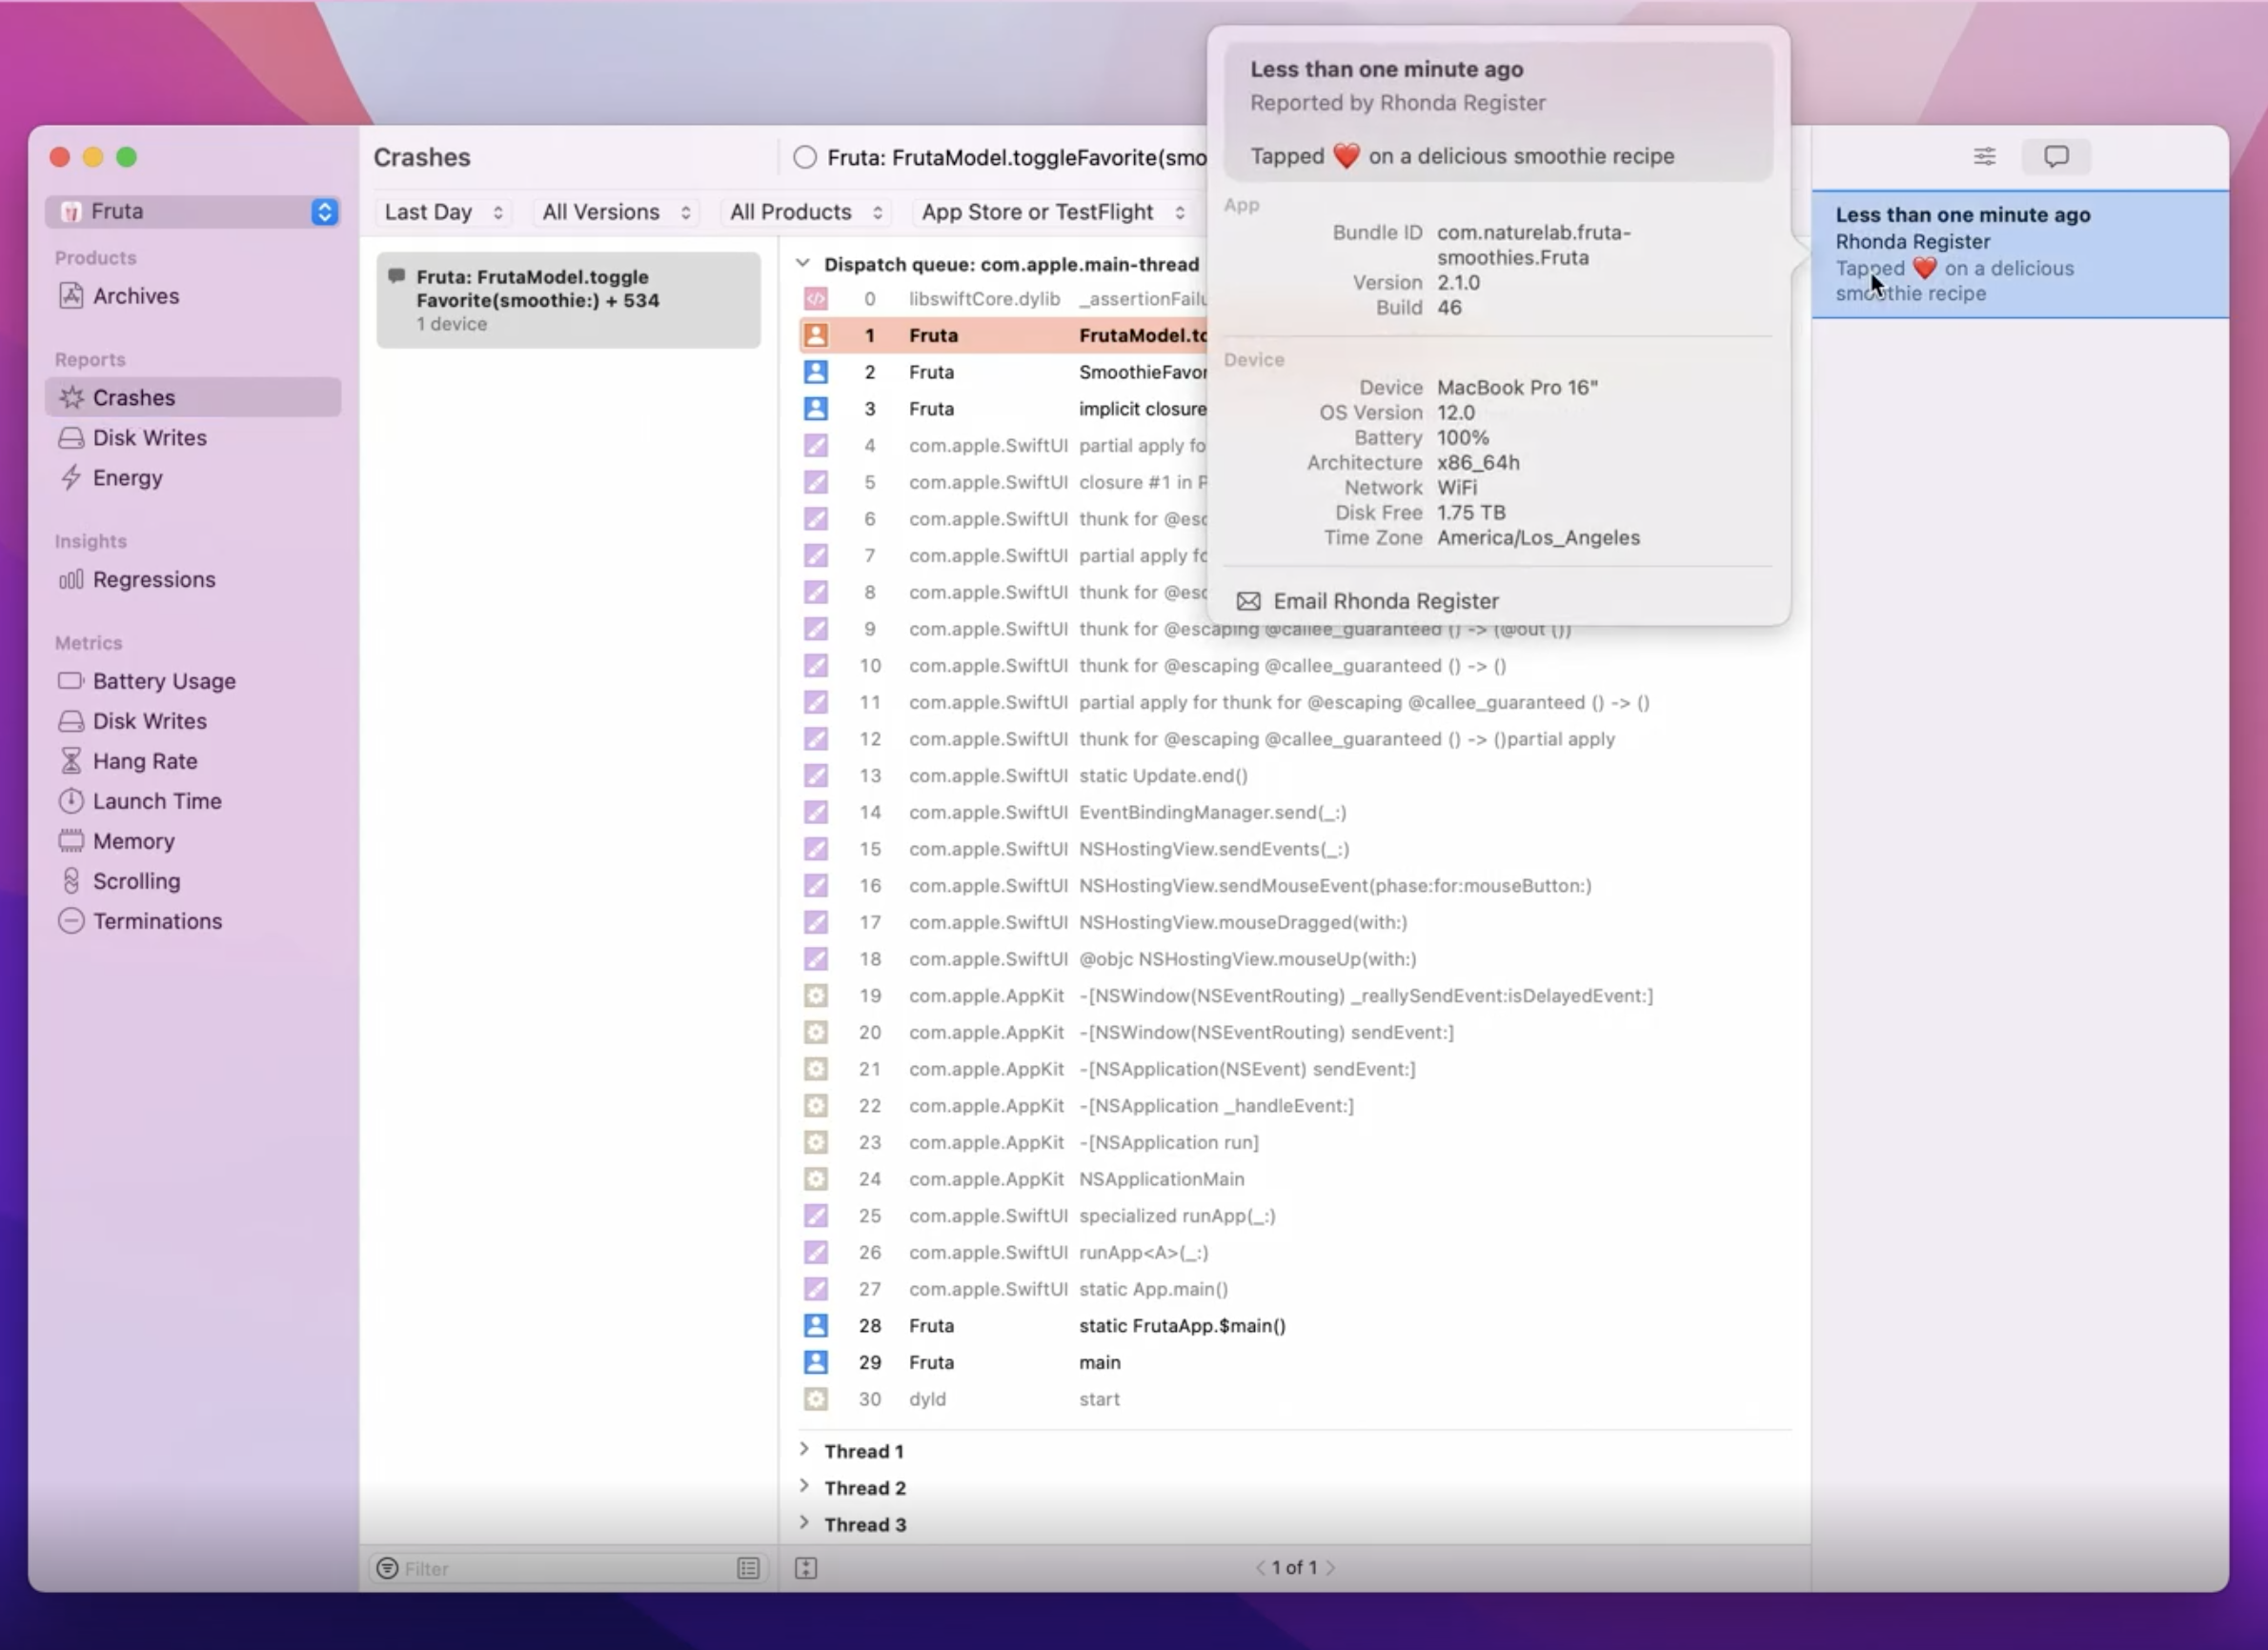 Less than one minute ago
Reported by Rhonda Register
Tapped ❤️ on a delicious smoothie recipe
App
Bundle ID com.naturelab.fruta-
smoothies.Fruta
Version 2.1.0
Build 46
Device
Device MacBook Pro 16"
OS Version 12.0
Battery 100%
Architecture x86_64h
Network WiFi
Disk Free 1.75 TB
Time Zone America/Los_Angeles
Email Rhonda Register
Fruta
Products
Archives
Reports
Crashes
Disk Writes
Energy
Insights
Regressions
Metrics
Battery Usage
Disk Writes
Hang Rate
Launch Time
Memory
Scrolling
Terminations
Crashes
Last Day All Versions All Products App Store or TestFlight
Fruta: FrutaModel.toggle
Favorite(smoothie:) + 534
1 device
Filter
Fruta: FrutaModel.toggleFavorite(smo
Dispatch queue: com.apple.main-thread
0 libswiftCore.dylib _assertionFailu
1 Fruta FrutaModel.to
2 Fruta SmoothieFavor
3 Fruta implicit closure
4 com.apple.SwiftUI partial apply fo
5 com.apple.SwiftUI closure #1 in P
6 com.apple.SwiftUI thunk for @esc
7 com.apple.SwiftUI partial apply fo
8 com.apple.SwiftUI thunk for @esc
9 com.apple.SwiftUI thunk for @escaping @callee_guaranteed () -> (@out ())
10 com.apple.SwiftUI thunk for @escaping @callee_guaranteed () -> ()
11 com.apple.SwiftUI partial apply for thunk for @escaping @callee_guaranteed () -> ()
12 com.apple.SwiftUI thunk for @escaping @callee_guaranteed () -> ()partial apply
13 com.apple.SwiftUI static Update.end()
14 com.apple.SwiftUI EventBindingManager.send(_:)
15 com.apple.SwiftUI NSHostingView.sendEvents(_:)
16 com.apple.SwiftUI NSHostingView.sendMouseEvent(phase:for:mouseButton:)
17 com.apple.SwiftUI NSHostingView.mouseDragged(with:)
18 com.apple.SwiftUI @objc NSHostingView.mouseUp(with:)
19 com.apple.AppKit -[NSWindow(NSEventRouting) _reallySendEvent:isDelayedEvent:]
20 com.apple.AppKit -[NSWindow(NSEventRouting) sendEvent:]
21 com.apple.AppKit -[NSApplication(NSEvent) sendEvent:]
22 com.apple.AppKit -[NSApplication _handleEvent:]
23 com.apple.AppKit -[NSApplication run]
24 com.apple.AppKit NSApplicationMain
25 com.apple.SwiftUI specialized runApp(_:)
26 com.apple.SwiftUI runApp<A>(_:)
27 com.apple.SwiftUI static App.main()
28 Fruta static FrutaApp.$main()
29 Fruta main
30 dyld start
Thread 1
Thread 2
Thread 3
1 of 1
Less than one minute ago
Rhonda Register
Tapped ❤️ on a delicious
smoothie recipe